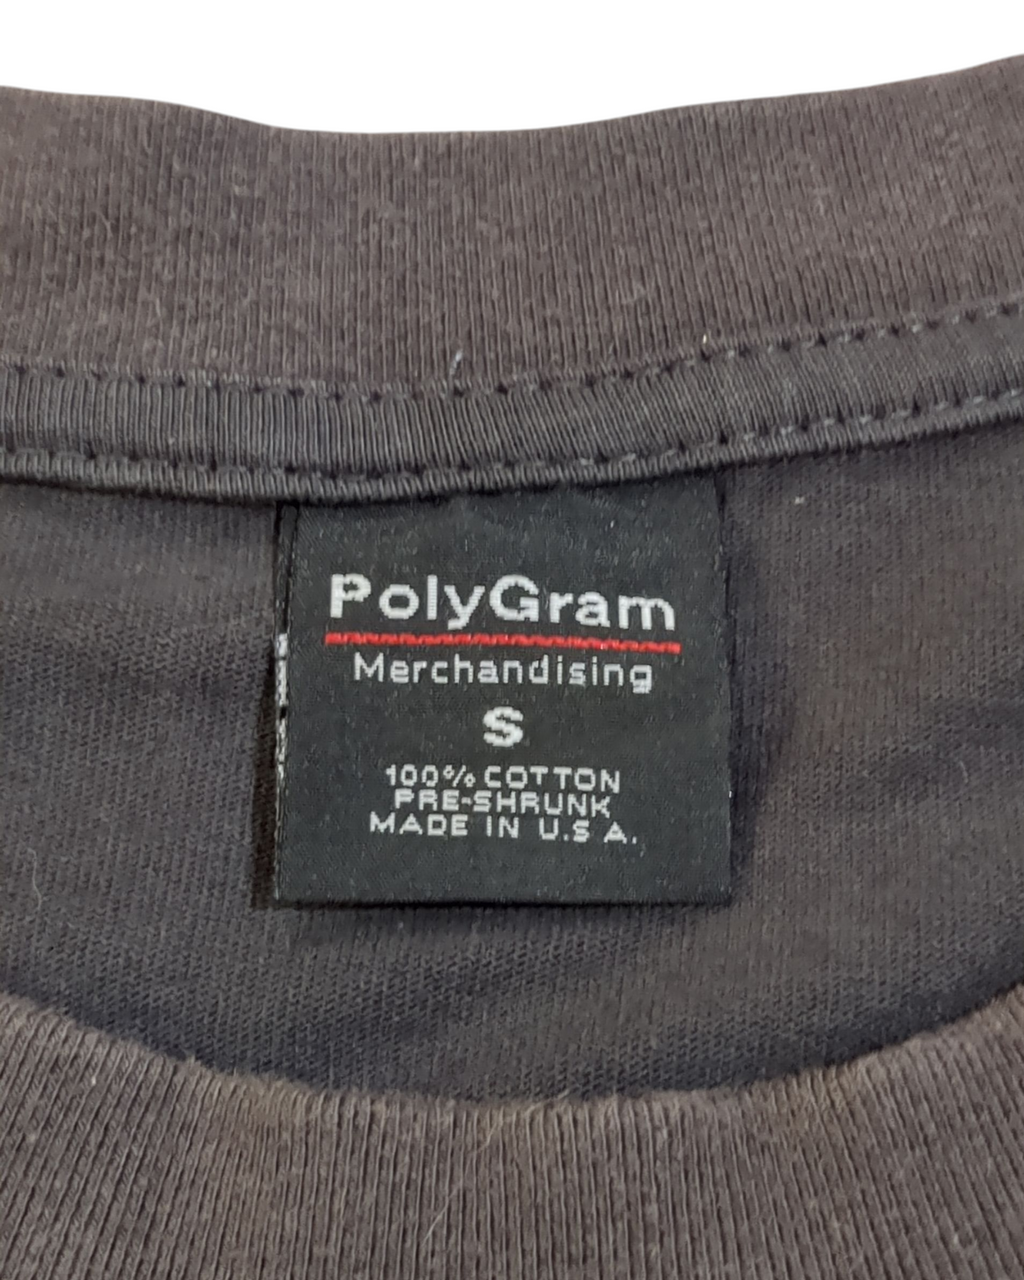 PolyGram
Merchandising
S
100% COTTON
PRE-SHRUNK
MADE IN U.S A.